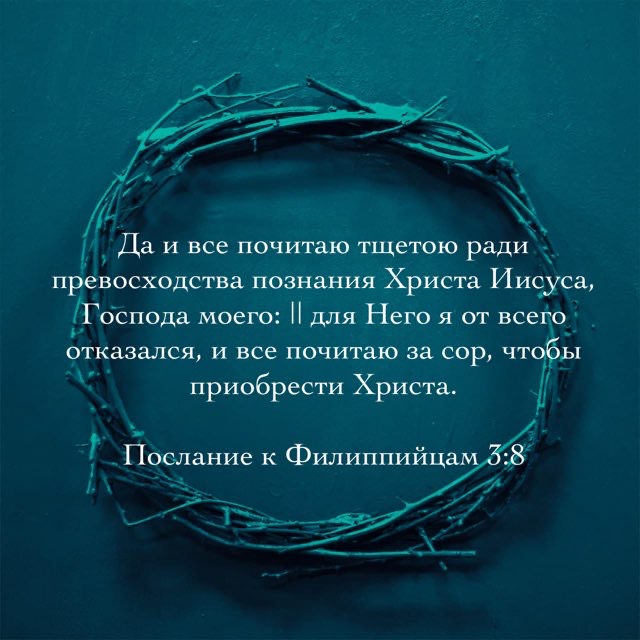 Да и все почитаю тщетою ради
превосходства познания Христа Иисуса,
Господа моего: || для Него я от всего
отказался, и все почитаю за сор, чтобы
приобрести Христа.
Послание к Филиппийцам 3:8